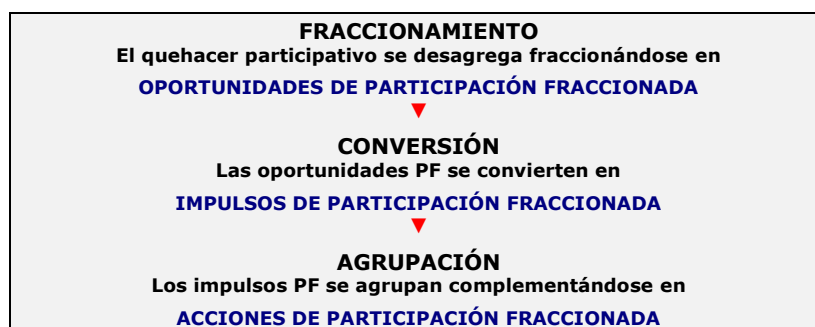 FRACCIONAMIENTO
El quehacer participativo se desagrega fraccionándose en
OPORTUNIDADES DE PARTICIPACIÓN FRACCIONADA
CONVERSIÓN
Las oportunidades PF se convierten en
IMPULSOS DE PARTICIPACIÓN FRACCIONADA
AGRUPACIÓN
Los impulsos PF se agrupan complementándose en
ACCIONES DE PARTICIPACIÓN FRACCIONADA